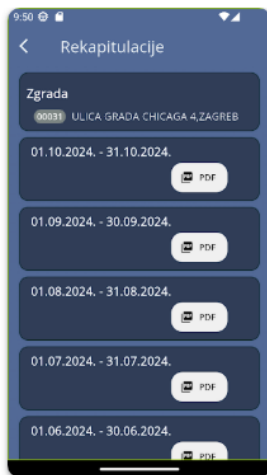 9:50
Rekapitulacije
Zgrada
00031 ULICA GRADA CHICAGA 4,ZAGREB
01.10.2024. - 31.10.2024.
PDF
01.09.2024. - 30.09.2024.
PDF
01.08.2024. - 31.08.2024.
PDF
01.07.2024. - 31.07.2024.
PDF
01.06.2024. - 30.06.2024.
PDF